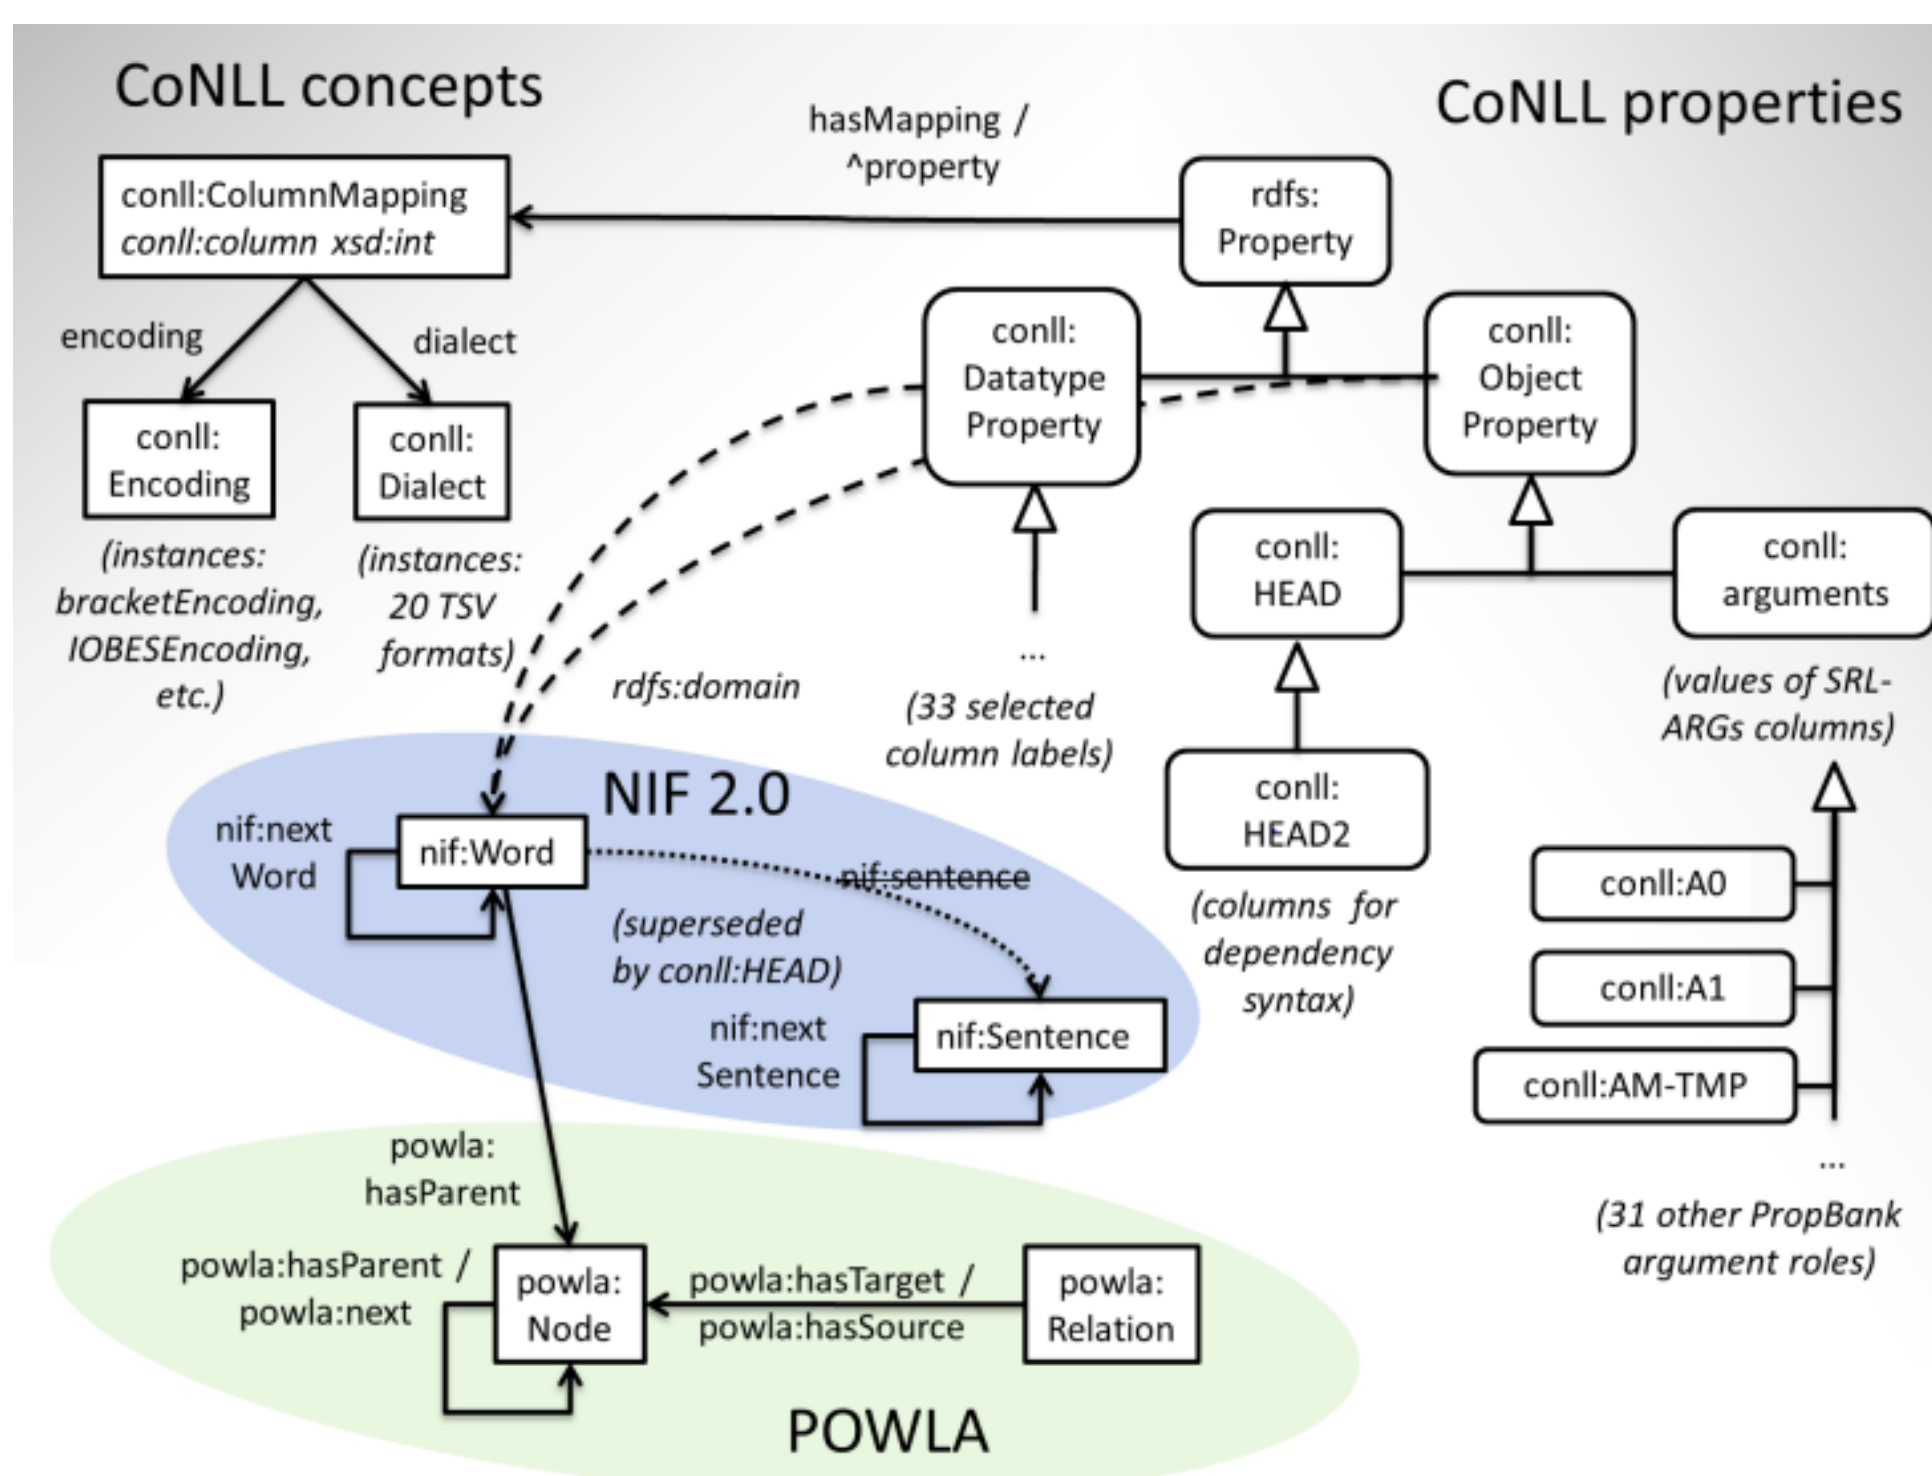 CoNLL concepts
CoNLL properties
hasMapping /
^property
conll:ColumnMapping
conll:column xsd:int
rdfs:
Property
encoding
dialect
conll:
Encoding
conll:
Dialect
(instances:
bracketEncoding,
IOBESEncoding,
etc.)
(instances:
20 TSV
formats)
conll:
Datatype
Property
conll:
Object
Property
rdfs:domain
...
(33 selected
column labels)
conll:
HEAD
conll:
arguments
(values of SRL-
ARGs columns)
conll:
HEAD2
(columns for
dependency
syntax)
conll:A0
conll:A1
conll:AM-TMP
...
(31 other PropBank
argument roles)
NIF 2.0
nif:next
Word
nif:Word
nif:sentence
(superseded
by conll:HEAD)
nif:next
Sentence
nif:Sentence
powla:
hasParent
powla:hasParent /
powla:next
powla:
Node
powla:hasTarget /
powla:hasSource
powla:
Relation
POWLA